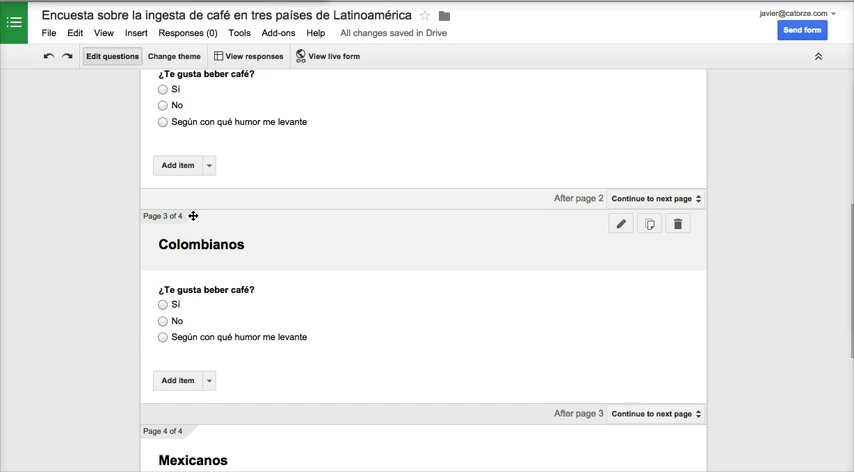 Encuesta sobre la ingesta de café en tres países de Latinoamérica
javier@catorze.com
File Edit View Insert Responses (0) Tools Add-ons Help All changes saved in Drive
Send form
Edit questions Change theme View responses View live form
¿Te gusta beber café?
Sí
No
Según con qué humor me levante
Add item
After page 2 Continue to next page
Page 3 of 4
Colombianos
¿Te gusta beber café?
Sí
No
Según con qué humor me levante
Add item
After page 3 Continue to next page
Page 4 of 4
Mexicanos